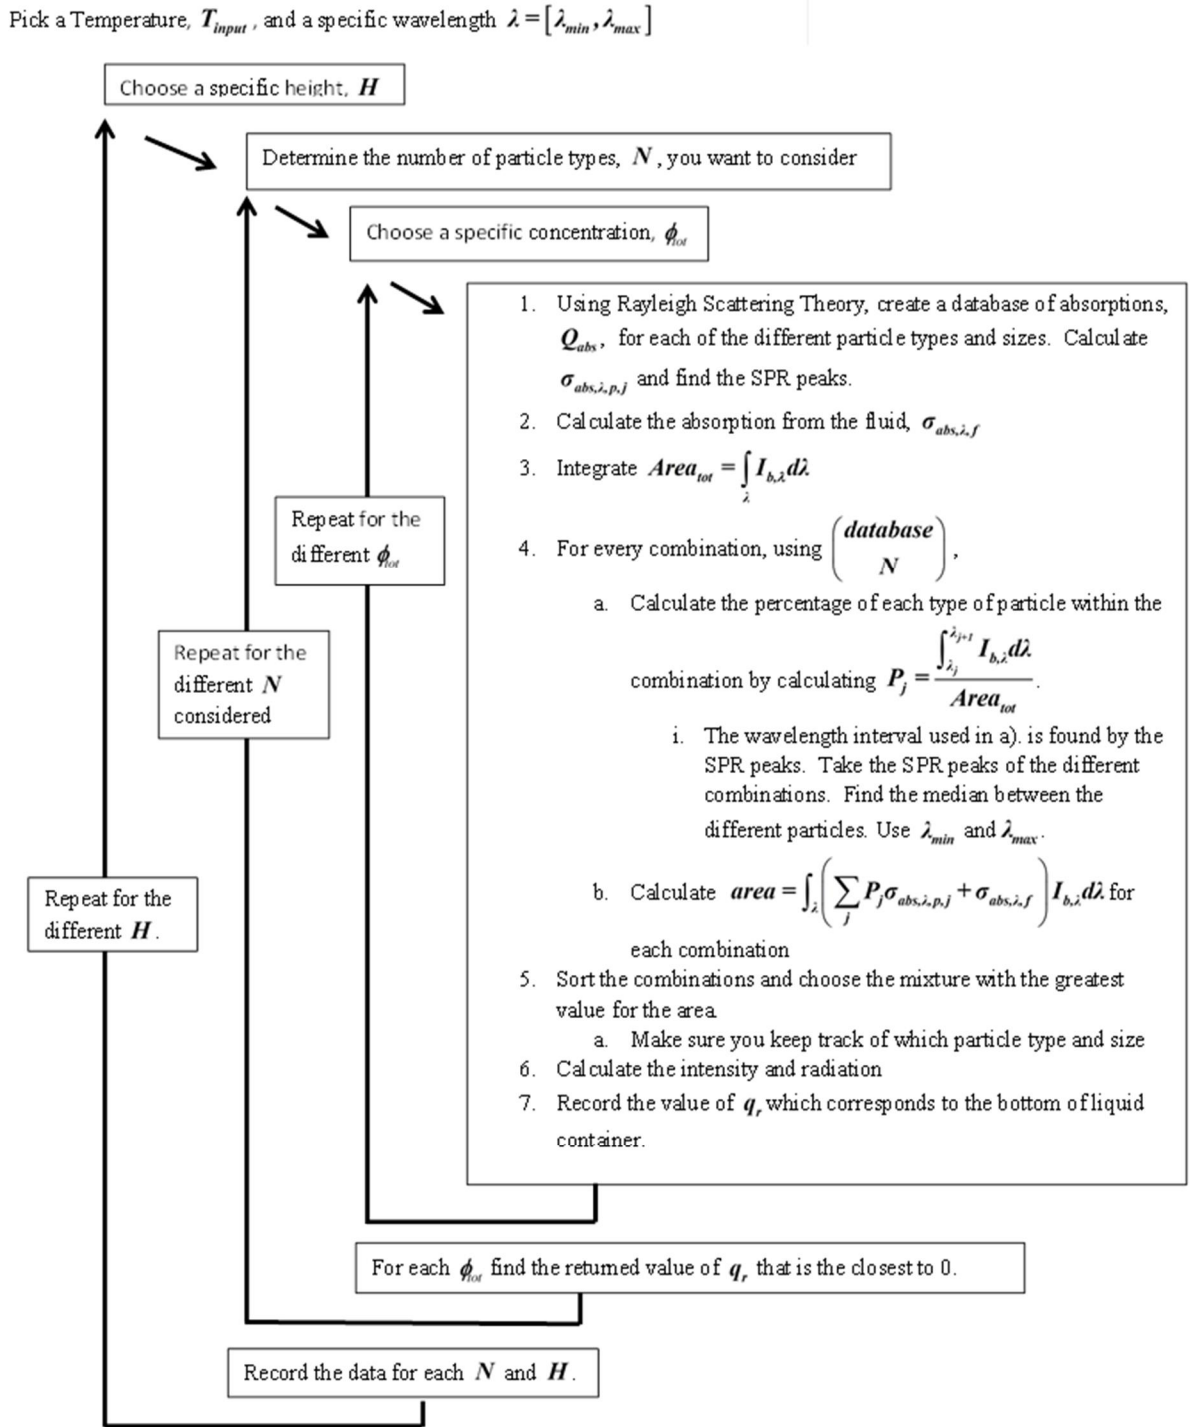 Pick a Temperature, T_input, and a specific wavelength λ = [λ_min, λ_max]
Choose a specific height, H
Determine the number of particle types, N, you want to consider
Choose a specific concentration, ϕ_tot
1. Using Rayleigh Scattering Theory, create a database of absorptions,
Q_abs, for each of the different particle types and sizes. Calculate
σ_abs,λ,p,j and find the SPR peaks.
2. Calculate the absorption from the fluid, σ_abs,λ,f
3. Integrate Area_tot = ∫_λ I_b,λ dλ
4. For every combination, using (database N),
a. Calculate the percentage of each type of particle within the
combination by calculating P_j = ∫_λj^λj+1 I_b,λ dλ / Area_tot.
i. The wavelength interval used in a). is found by the
SPR peaks. Take the SPR peaks of the different
combinations. Find the median between the
different particles. Use λ_min and λ_max.
b. Calculate area = ∫_λ (∑_j P_j σ_abs,λ,p,j + σ_abs,λ,f) I_b,λ dλ for
each combination
5. Sort the combinations and choose the mixture with the greatest
value for the area
a. Make sure you keep track of which particle type and size
6. Calculate the intensity and radiation
7. Record the value of q_r which corresponds to the bottom of liquid
container.
Repeat for the
different ϕ_tot
Repeat for the
different N
considered
Repeat for the
different H.
For each ϕ_tot find the returned value of q_r that is the closest to 0.
Record the data for each N and H.